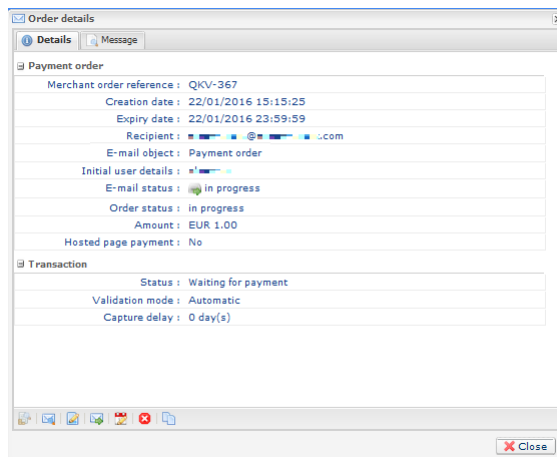 Order details
Details Message
Payment order
Merchant order reference : QKV-367
Creation date : 22/01/2016 15:15:25
Expiry date : 22/01/2016 23:59:59
Recipient : @ .com
E-mail object : Payment order
Initial user details :
E-mail status : in progress
Order status : in progress
Amount : EUR 1.00
Hosted page payment : No
Transaction
Status : Waiting for payment
Validation mode : Automatic
Capture delay : 0 day(s)
Close